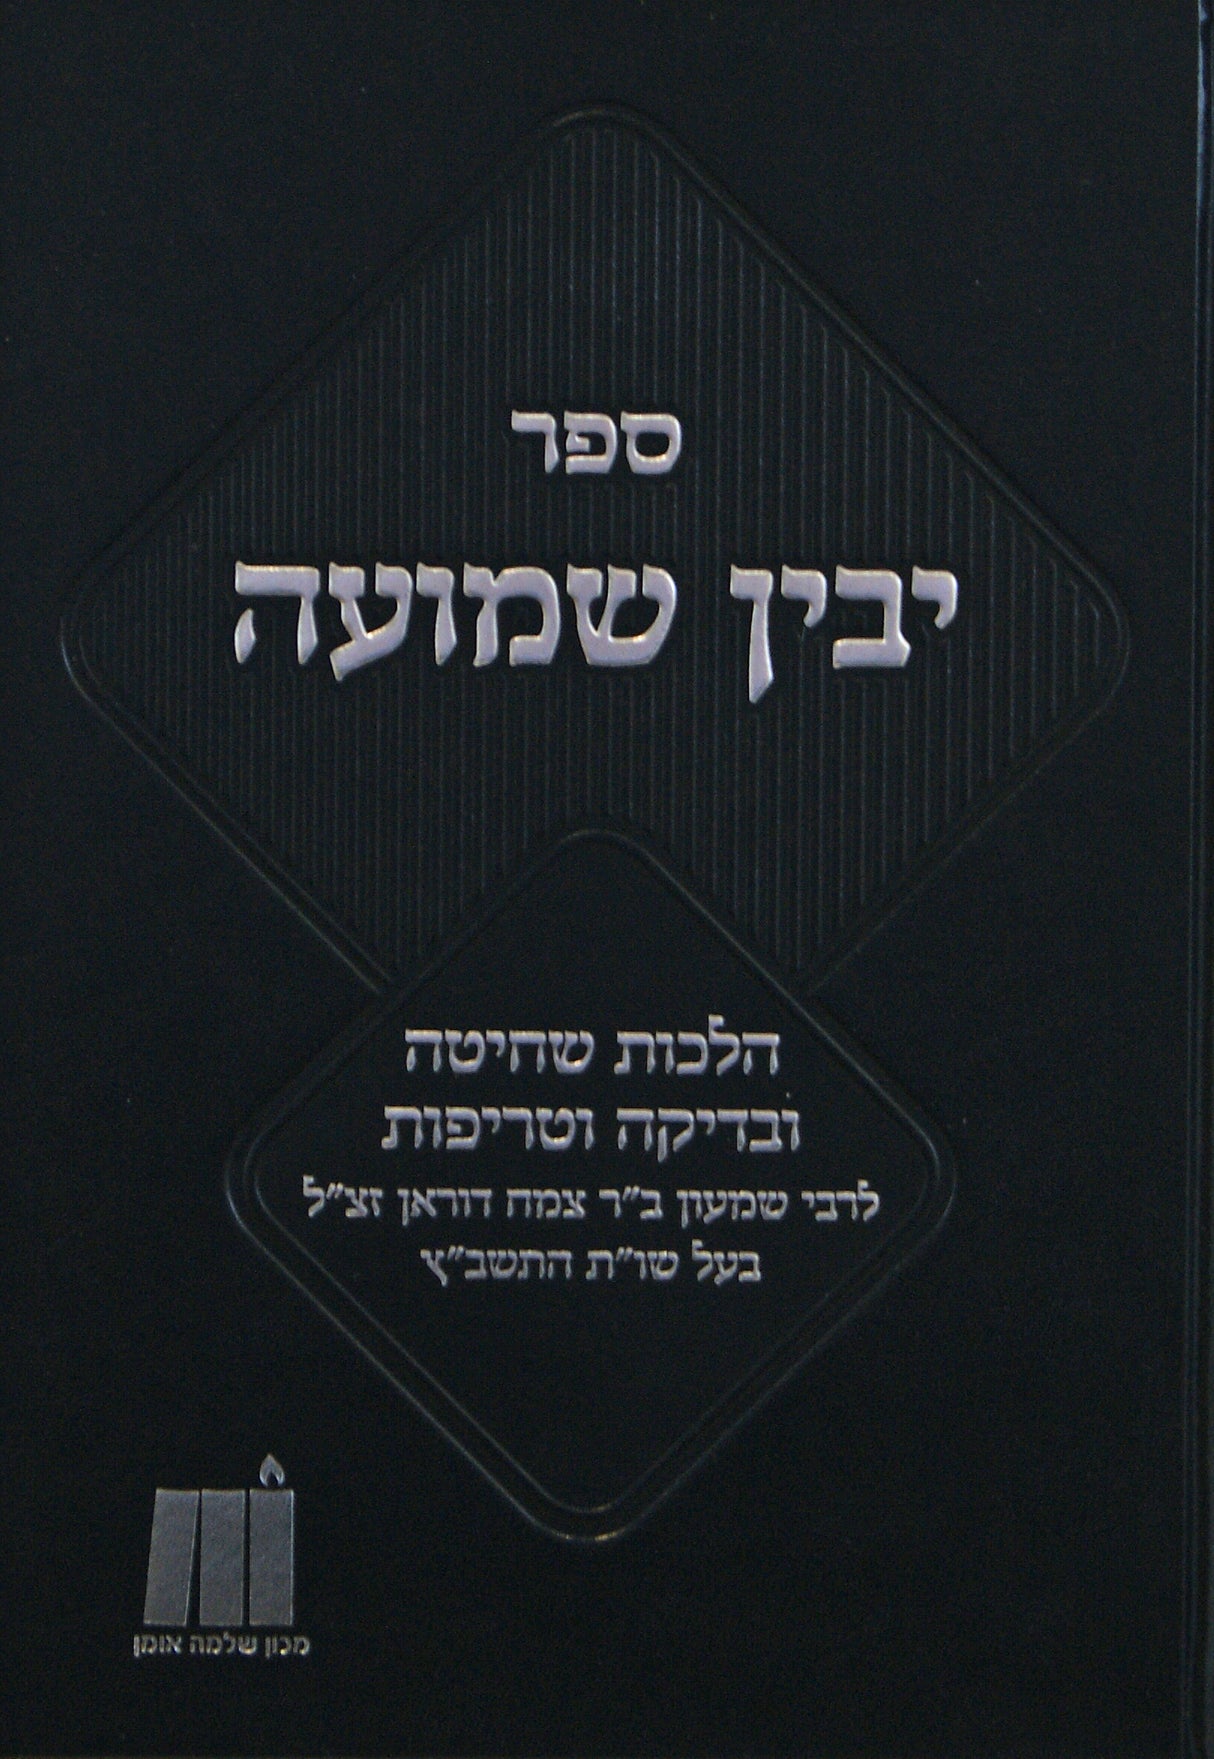 ספר
יבין שמועה
הלכות שחיטה
ובדיקה וטריפות
לרבי שמעון ב״ר צמח דוראן זצ״ל
בעל שו״ת התשב״ץ
מכון שלמה אומן